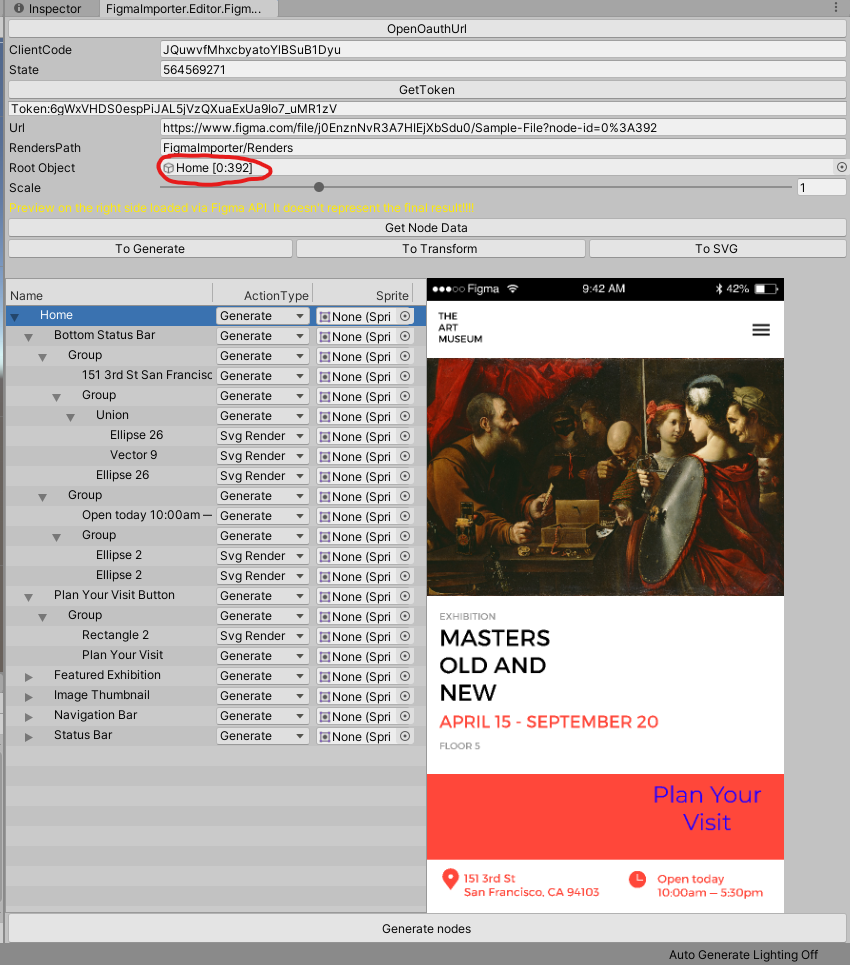 Inspector FigmaImporter.Editor.Figm...
OpenOauthUrl
ClientCode JQuwvfMhxcbyatoYlBSuB1Dyu
State 564569271
GetToken
Token:6gWxVHDS0espPiJAL5jVzQXuaExUa9Io7_uMR1zV
Url https://www.figma.com/file/j0EnznNvR3A7HlEjXbSdu0/Sample-File?node-id=0%3A392
RendersPath FigmaImporter/Renders
Root Object Home [0:392]
Scale 1
Preview on the right side loaded via Figma API. It doesn't represent the final result!!!!
Get Node Data
To Generate To Transform To SVG
Name ActionType Sprite
Home Generate None (Spri
Bottom Status Bar Generate None (Spri
Group Generate None (Spri
151 3rd St San Francisc Generate None (Spri
Group Generate None (Spri
Union Generate None (Spri
Ellipse 26 Svg Render None (Spri
Vector 9 Svg Render None (Spri
Ellipse 26 Svg Render None (Spri
Group Generate None (Spri
Open today 10:00am — Generate None (Spri
Group Generate None (Spri
Ellipse 2 Svg Render None (Spri
Ellipse 2 Svg Render None (Spri
Plan Your Visit Button Generate None (Spri
Group Generate None (Spri
Rectangle 2 Svg Render None (Spri
Plan Your Visit Generate None (Spri
Featured Exhibition Generate None (Spri
Image Thumbnail Generate None (Spri
Navigation Bar Generate None (Spri
Status Bar Generate None (Spri
Figma 9:42 AM 42%
THE
ART
MUSEUM
EXHIBITION
MASTERS
OLD AND
NEW
APRIL 15 - SEPTEMBER 20
FLOOR 5
Plan Your
Visit
151 3rd St
San Francisco, CA 94103
Open today
10:00am — 5:30pm
Generate nodes
Auto Generate Lighting Off